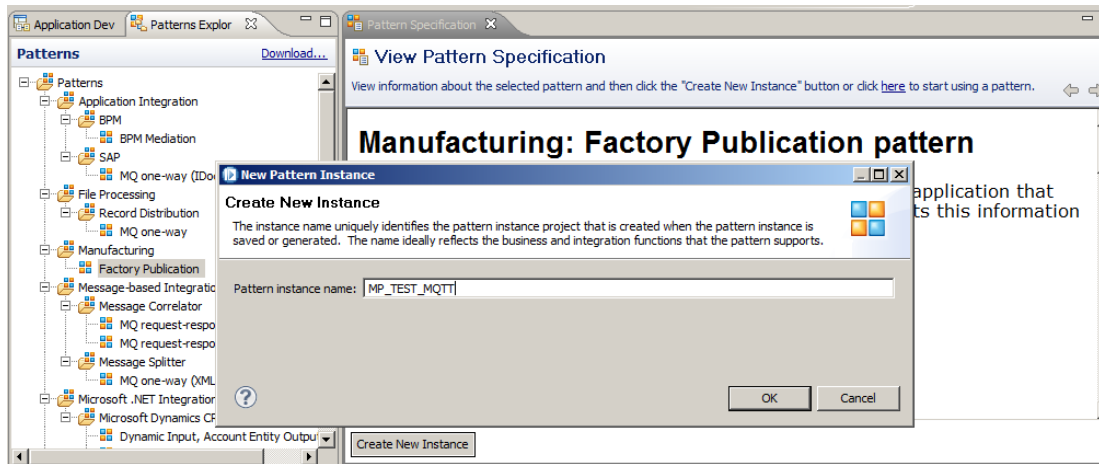 Application Dev
Patterns Explor
Pattern Specification
Patterns
Download...
Patterns
Application Integration
BPM
BPM Mediation
SAP
MQ one-way (IDo
File Processing
Record Distribution
MQ one-way
Manufacturing
Factory Publication
Message-based Integratio
Message Correlator
MQ request-respo
MQ request-respo
Message Splitter
MQ one-way (XML
Microsoft .NET Integration
Microsoft Dynamics CR
Dynamic Input, Account Entity Outpu
View Pattern Specification
View information about the selected pattern and then click the "Create New Instance" button or click here to start using a pattern.
Manufacturing: Factory Publication pattern
application that
ts this information
New Pattern Instance
Create New Instance
The instance name uniquely identifies the pattern instance project that is created when the pattern instance is
saved or generated. The name ideally reflects the business and integration functions that the pattern supports.
Pattern instance name: MP_TEST_MQTT
?
OK
Cancel
Create New Instance